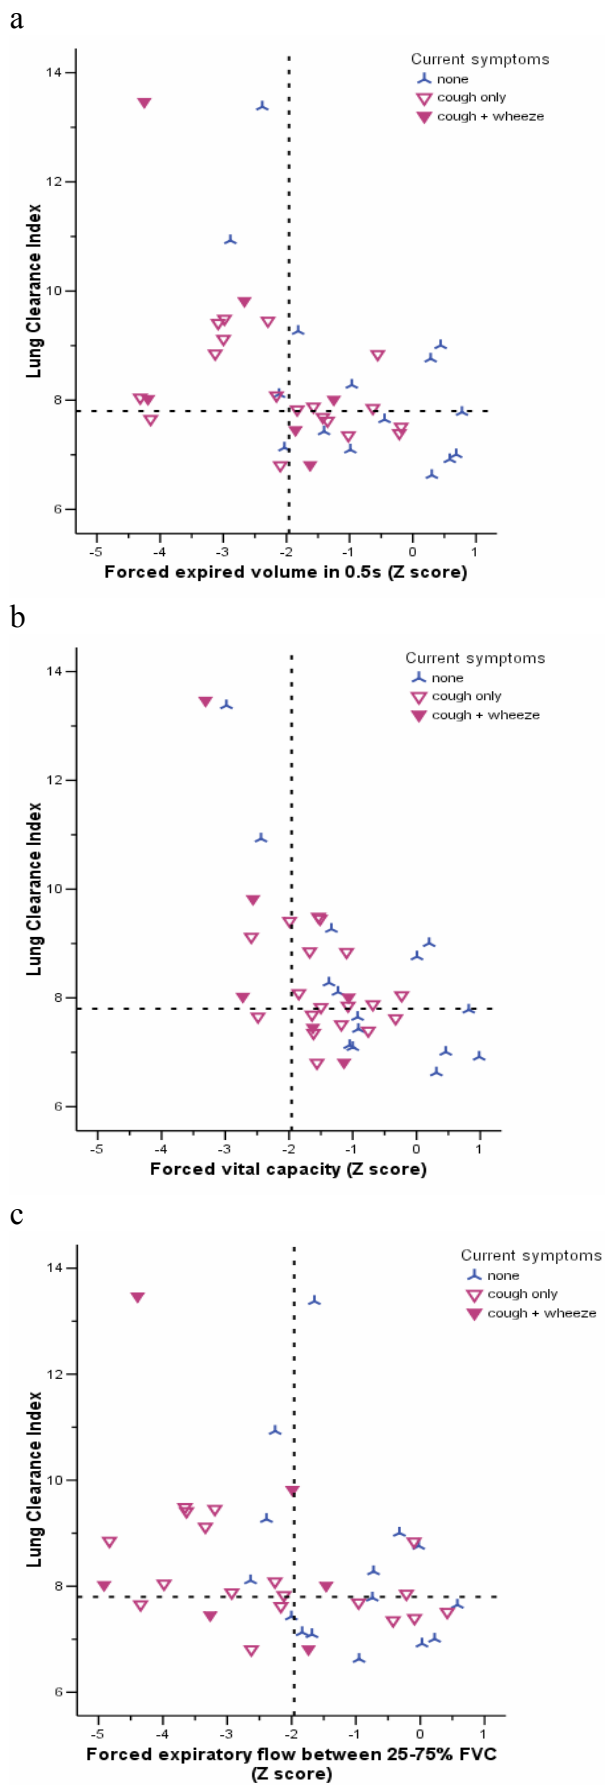 a
Current symptoms
none
cough only
cough + wheeze
Lung Clearance Index
14
12
10
8
6
-5 -4 -3 -2 -1 0 1
Forced expired volume in 0.5s (Z score)
b
Current symptoms
none
cough only
cough + wheeze
Lung Clearance Index
14
12
10
8
6
-5 -4 -3 -2 -1 0 1
Forced vital capacity (Z score)
c
Current symptoms
none
cough only
cough + wheeze
Lung Clearance Index
14
12
10
8
6
-5 -4 -3 -2 -1 0 1
Forced expiratory flow between 25-75% FVC
(Z score)